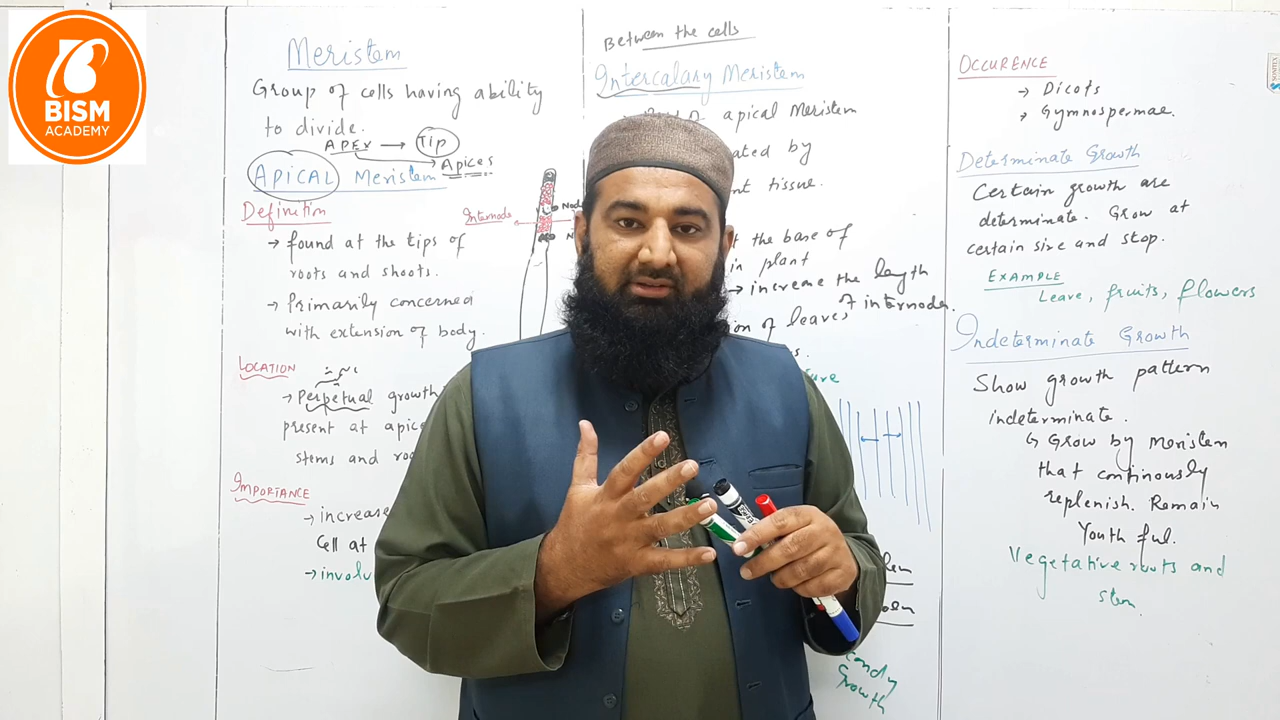 BISM
ACADEMY
Meristem
Group of cells having ability
to divide.
APEX → Tip
Apices
APICAL Meristem
Definition
→ found at the tips of
roots and shoots.
→ Primarily concerned
with extension of body.
LOCATION
→ Perpetual growth
present at apice
stems and roo
IMPORTANCE
→ increase
Cell at
→ involv
Internode
Between the cells
Intercalary Meristem
apical Meristem
ated by
nt tissue.
t the base of
in plant
→ increase the length
of internodes.
ion of leaves
s.
ture
condy
Growth
OCCURENCE
→ Dicots
→ Gymnospermae.
Determinate Growth
Certain growth are
determinate. Grow at
certain size and stop.
EXAMPLE
Leave, fruits, flowers
Indeterminate Growth
Show growth pattern
indeterminate.
↳ Grow by Meristem
that continously
replenish. Remain
Youth ful.
Vegetative roots and
stem.